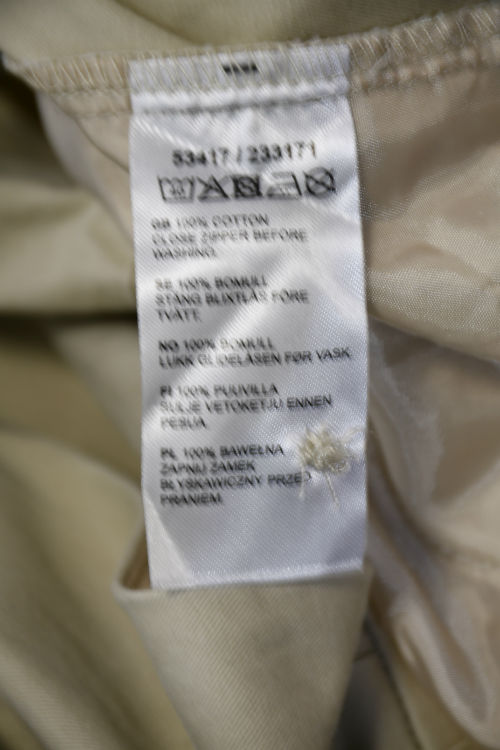 53417 / 233171
GB 100% COTTON
CLOSE ZIPPER BEFORE
WASHING.
SE 100% BOMULL
STÄNG BLIXTLÅS FÖRE
TVÄTT.
NO 100% BOMULL
LUKK GLIDELÅSEN FØR VASK
FI 100% PUUVILLA
SULJE VETOKETJU ENNEN
PESUA.
PL 100% BAWEŁNA
ZAPNIJ ZAMEK
BŁYSKAWICZNY PRZED
PRANIEM.